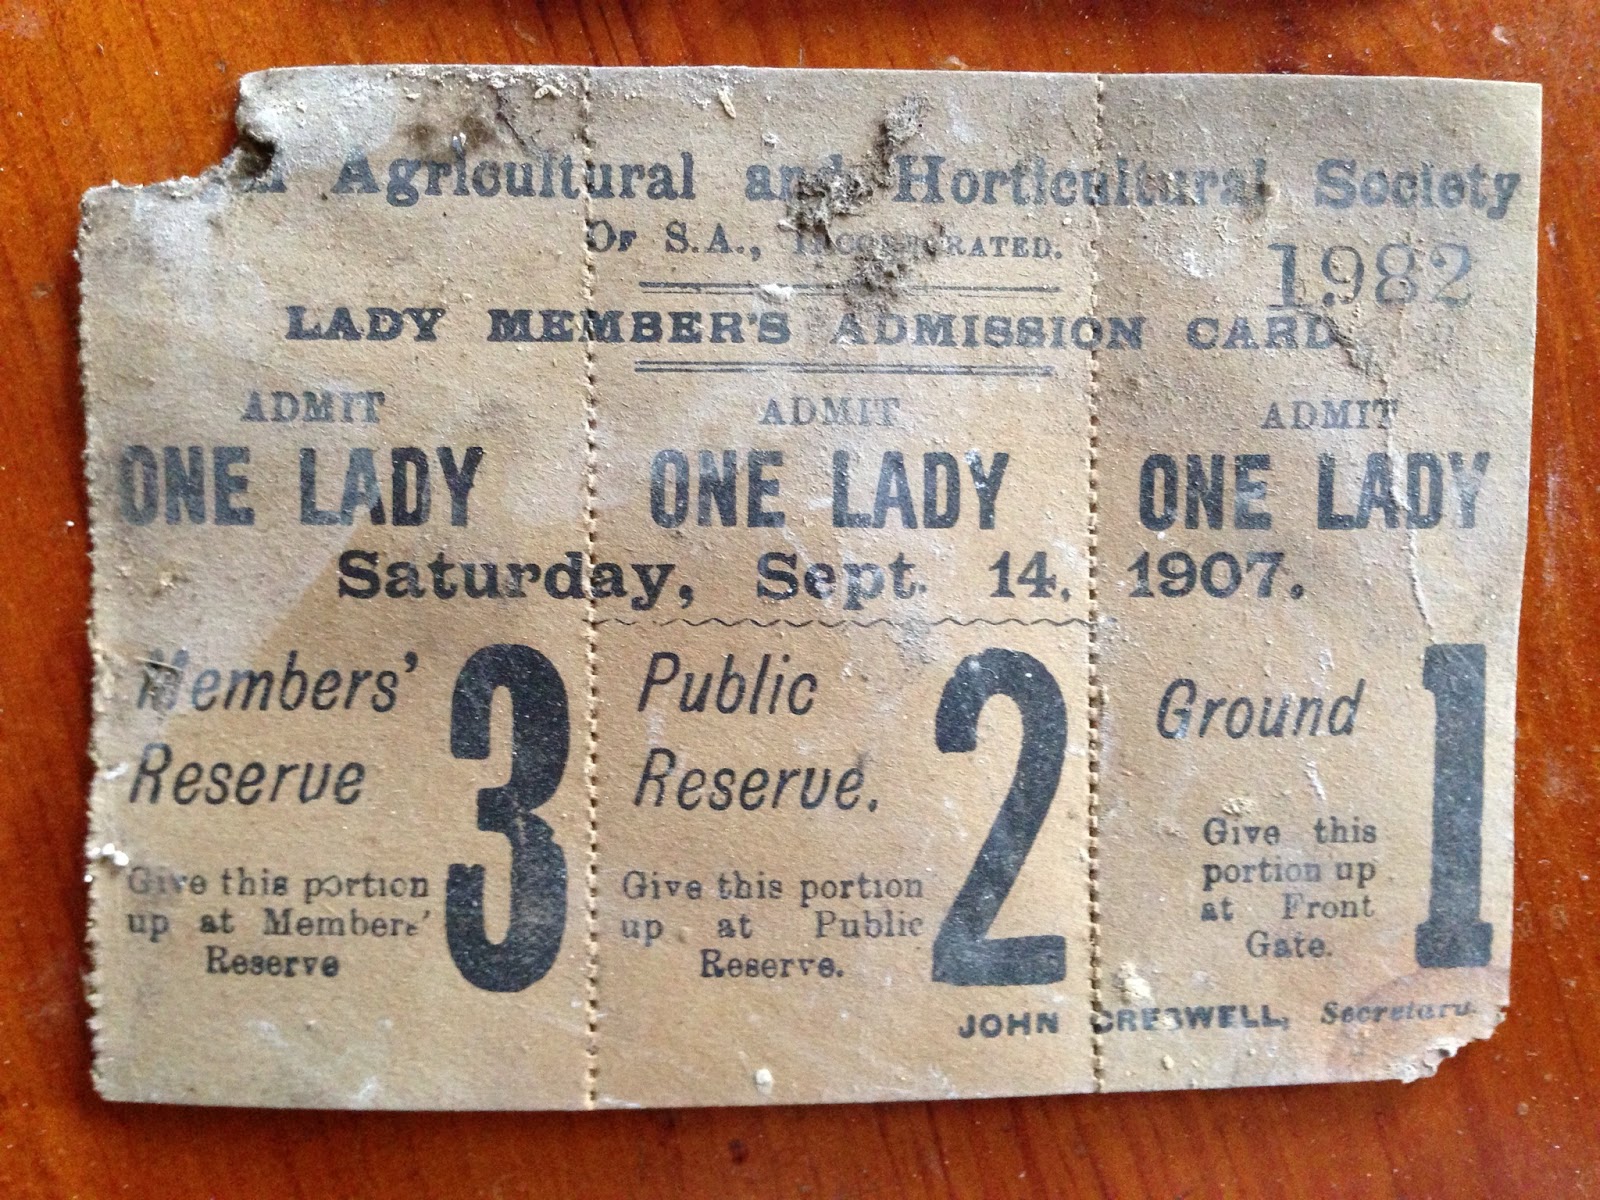 Agricultural and Horticultural Society
OF S.A., INCORPORATED.
1982
LADY MEMBER'S ADMISSION CARD
ADMIT
ONE LADY
ADMIT
ONE LADY
ADMIT
ONE LADY
Saturday, Sept. 14, 1907.
Members'
Reserve
3
Give this portion
up at Members'
Reserve
Public
Reserve.
2
Give this portion
up at Public
Reserve.
Ground
1
Give this
portion up
at Front
Gate.
JOHN CRESWELL, Secretary.